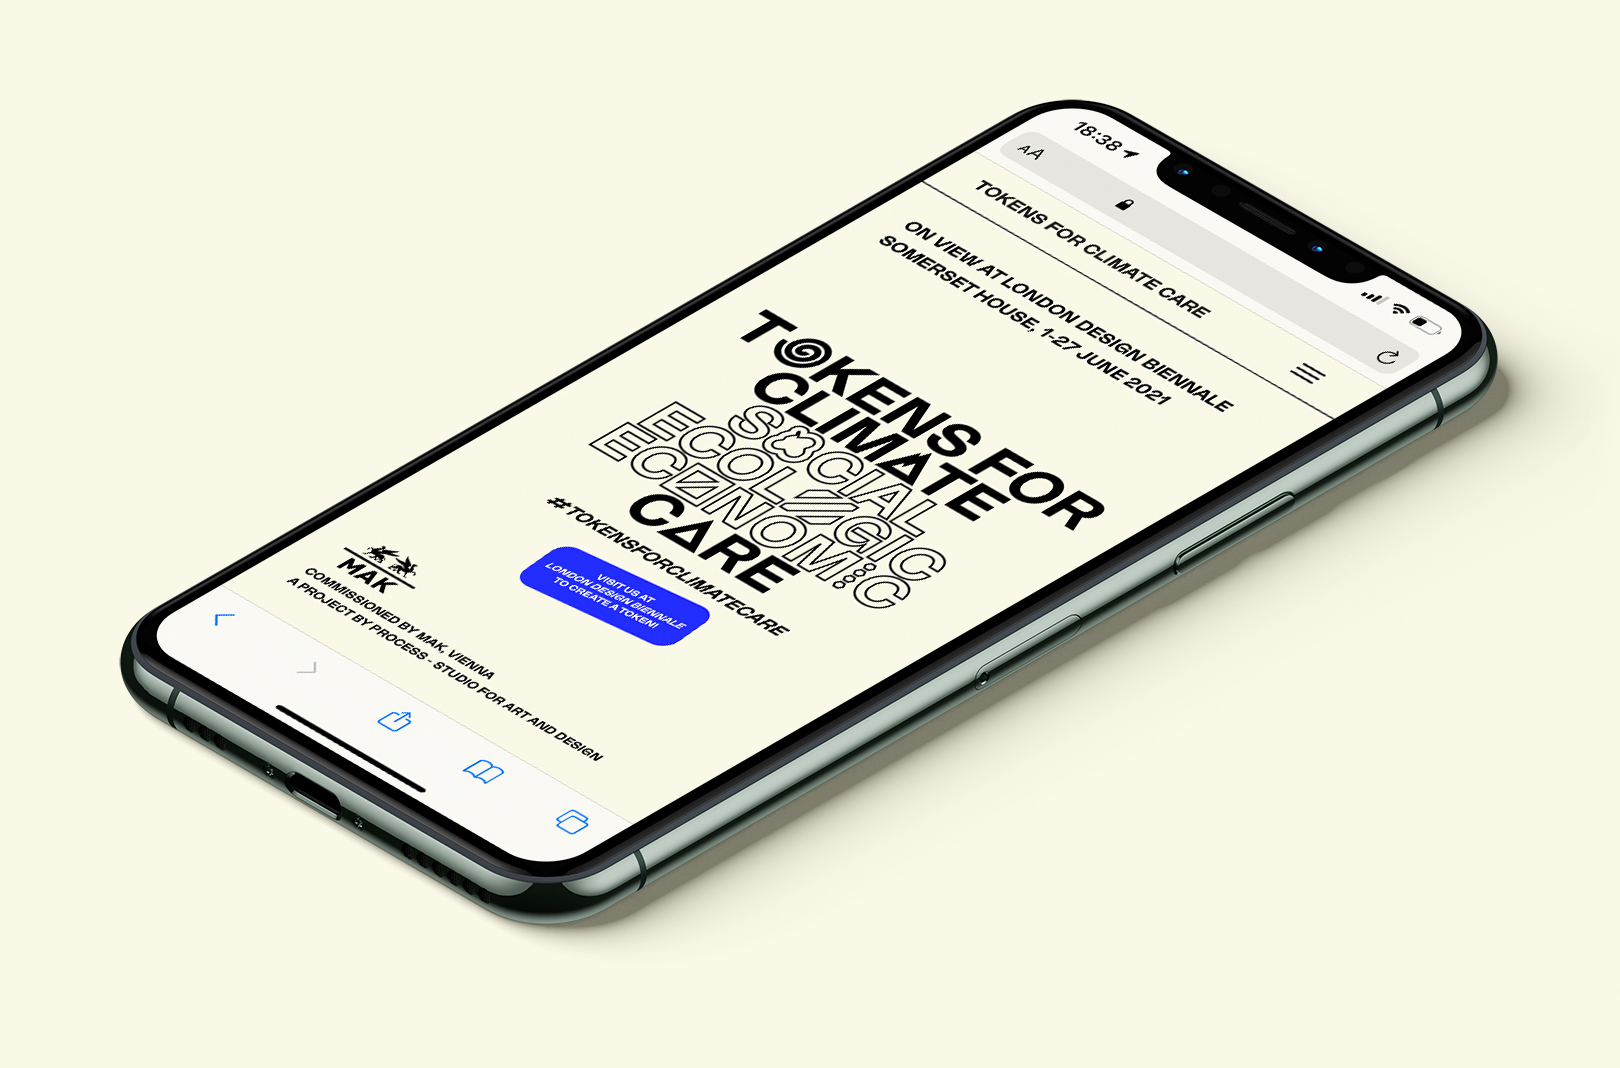 18:38
AA
TOKENS FOR CLIMATE CARE
ON VIEW AT LONDON DESIGN BIENNALE
SOMERSET HOUSE, 1-27 JUNE 2021
TOKENS FOR
CLIMATE
SOCIAL
ECOLOGIC
ECONOMIC
CARE
#TOKENSFORCLIMATECARE
VISIT US AT
LONDON DESIGN BIENNALE
TO CREATE A TOKEN!
MAK
COMMISSIONED BY MAK, VIENNA
A PROJECT BY PROCESS - STUDIO FOR ART AND DESIGN